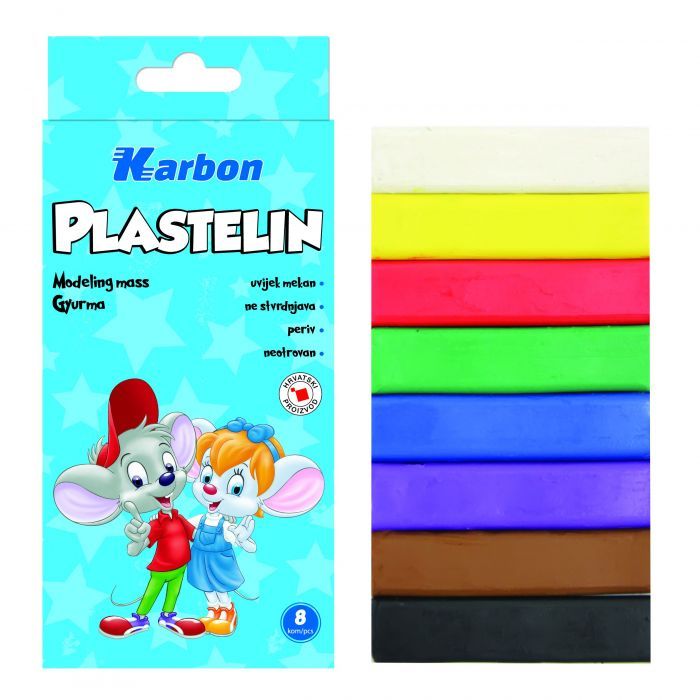 Karbon
PLASTELIN
Modeling mass
Gyurma
uvijek mekan •
ne stvrdnjava •
periv •
neotrovan •
HRVATSKI
PROIZVOD
8
kom/pcs